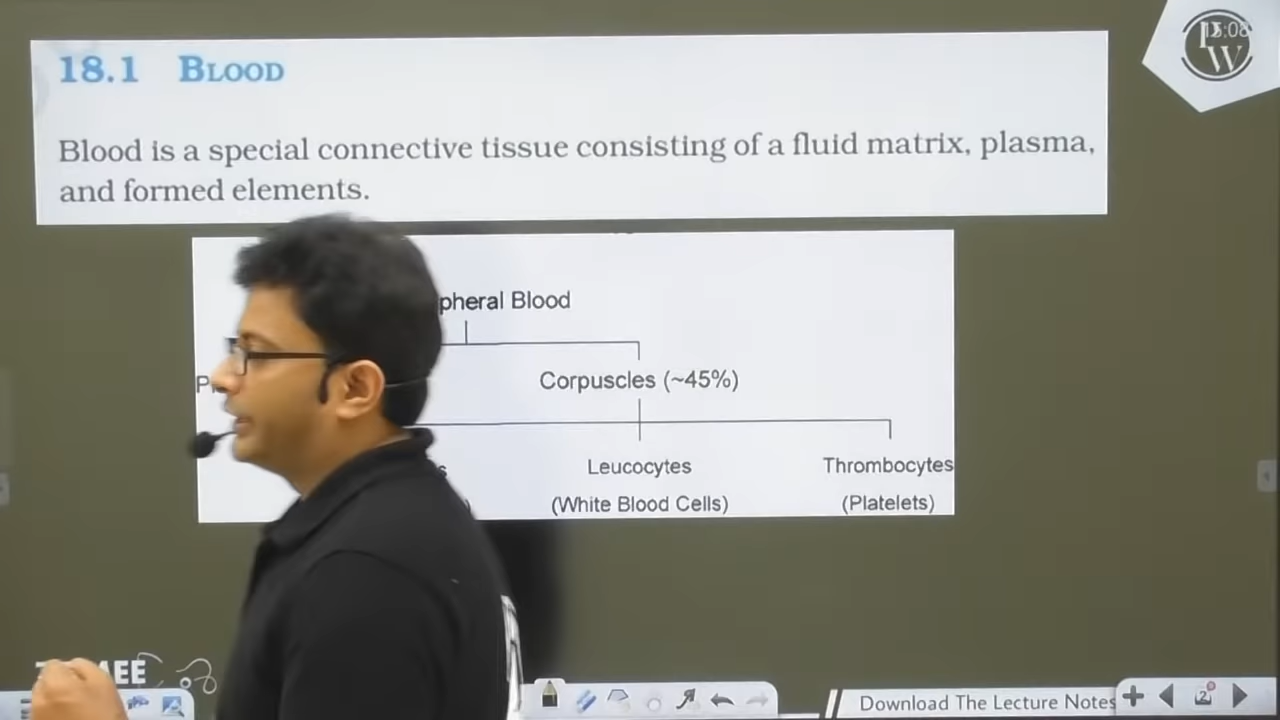 18.1 BLOOD
Blood is a special connective tissue consisting of a fluid matrix, plasma,
and formed elements.
pheral Blood
Corpuscles (~45%)
Leucocytes
Thrombocytes
(White Blood Cells)
(Platelets)
Download The Lecture Notes